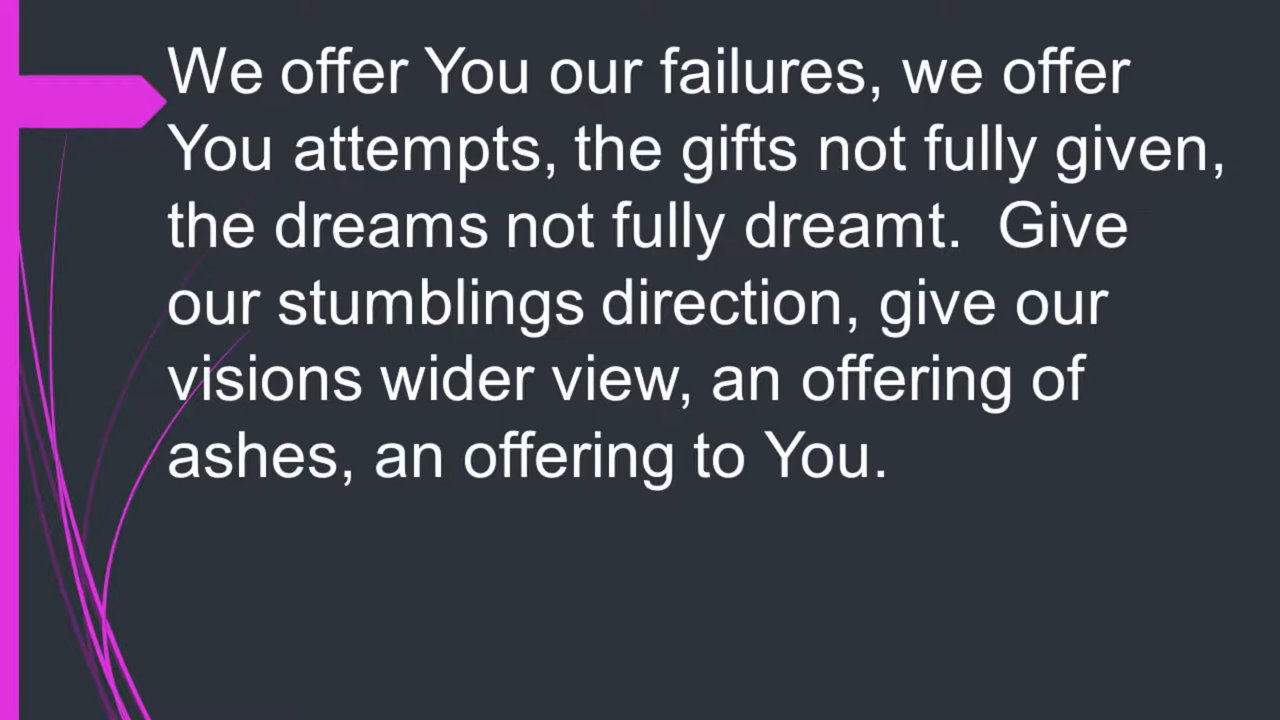 We offer You our failures, we offer
You attempts, the gifts not fully given,
the dreams not fully dreamt.  Give
our stumblings direction, give our
visions wider view, an offering of
ashes, an offering to You.